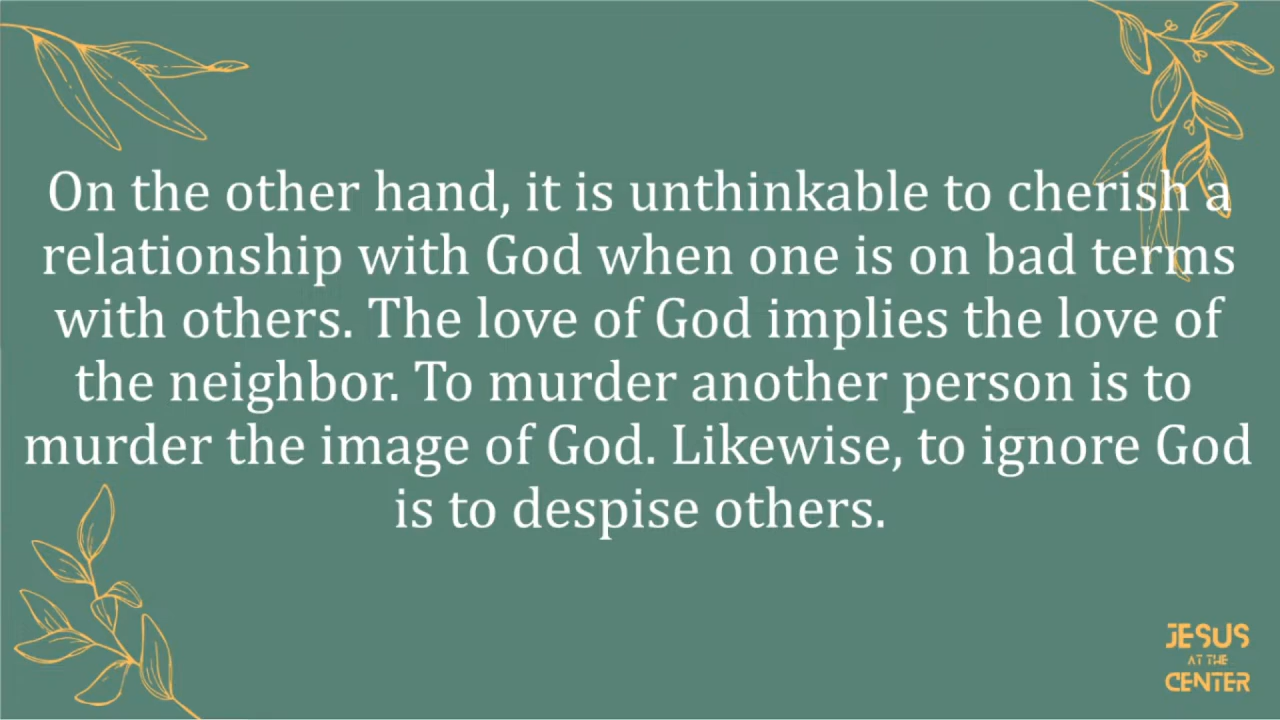 On the other hand, it is unthinkable to cherish a
relationship with God when one is on bad terms
with others. The love of God implies the love of
the neighbor. To murder another person is to
murder the image of God. Likewise, to ignore God
is to despise others.
JESUS
AT THE
CENTER